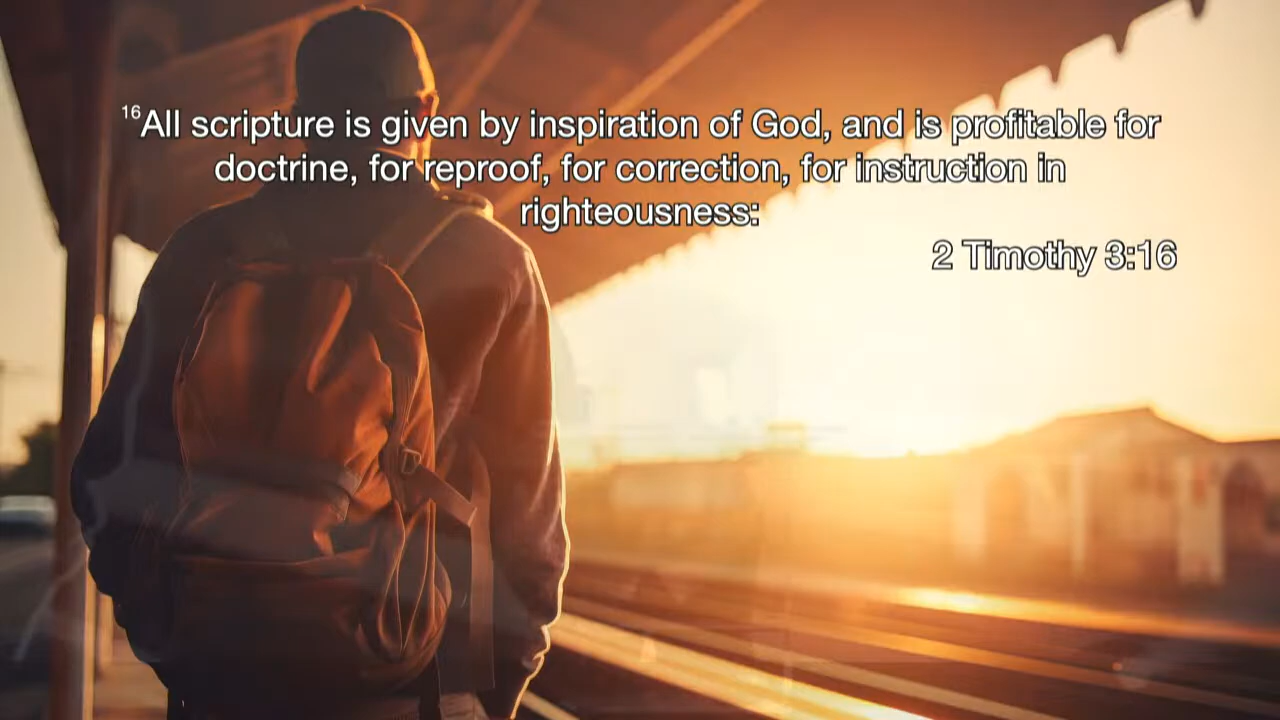 ¹⁶All scripture is given by inspiration of God, and is profitable for
doctrine, for reproof, for correction, for instruction in
righteousness:
2 Timothy 3:16